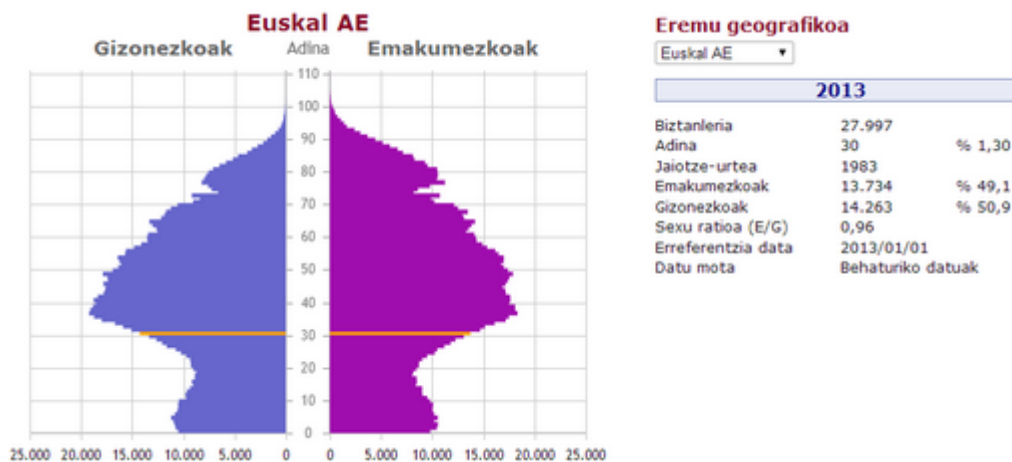 Euskal AE
Gizonezkoak Adina Emakumezkoak
110
100
90
80
70
60
50
40
30
20
10
0
25.000 20.000 15.000 10.000 5.000 0 0 5.000 10.000 15.000 20.000 25.000
Eremu geografikoa
Euskal AE
2013
Biztanleria 27.997
Adina 30 % 1,30
Jaiotze-urtea 1983
Emakumezkoak 13.734 % 49,1
Gizonezkoak 14.263 % 50,9
Sexu ratioa (E/G) 0,96
Erreferentzia data 2013/01/01
Datu mota Behaturiko datuak